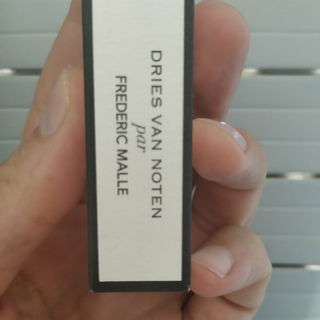 DRIES VAN NOTEN
par
FREDERIC MALLE